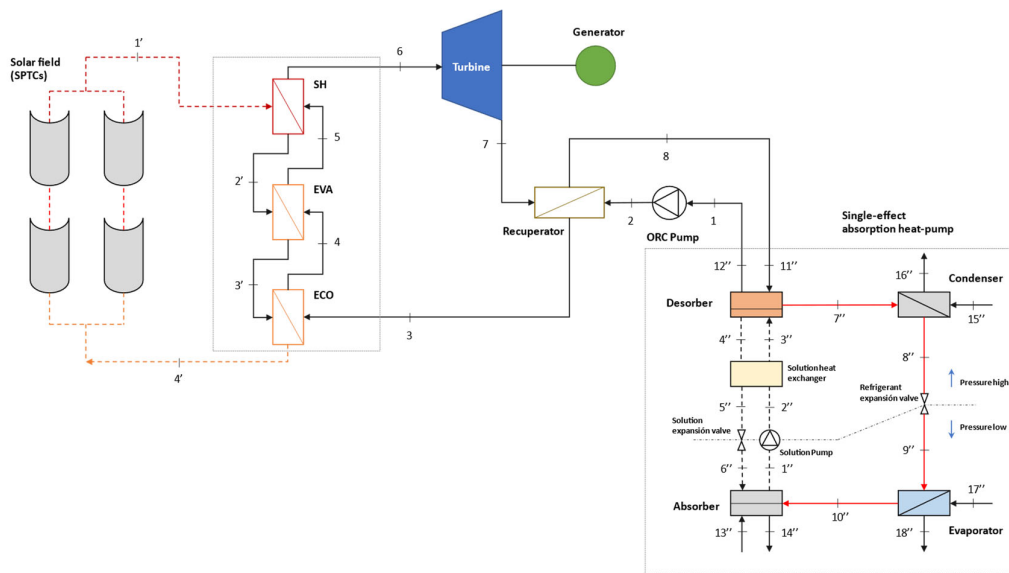 1’
Solar field
(SPTCs)
6
Generator
Turbine
SH
5
7
8
2’
EVA
2
1
Recuperator
ORC Pump
Single-effect
absorption heat-pump
4
3’
12’’
11’’
16’’
Condenser
ECO
Desorber
7’’
15’’
3
4’’
3’’
8’’
4’
Solution heat
exchanger
Pressure high
Refrigerant
expansión valve
5’’
2’’
Solution
expansión valve
Pressure low
Solution Pump
9’’
6’’
1’’
17’’
Absorber
10’’
13’’
14’’
18’’
Evaporator